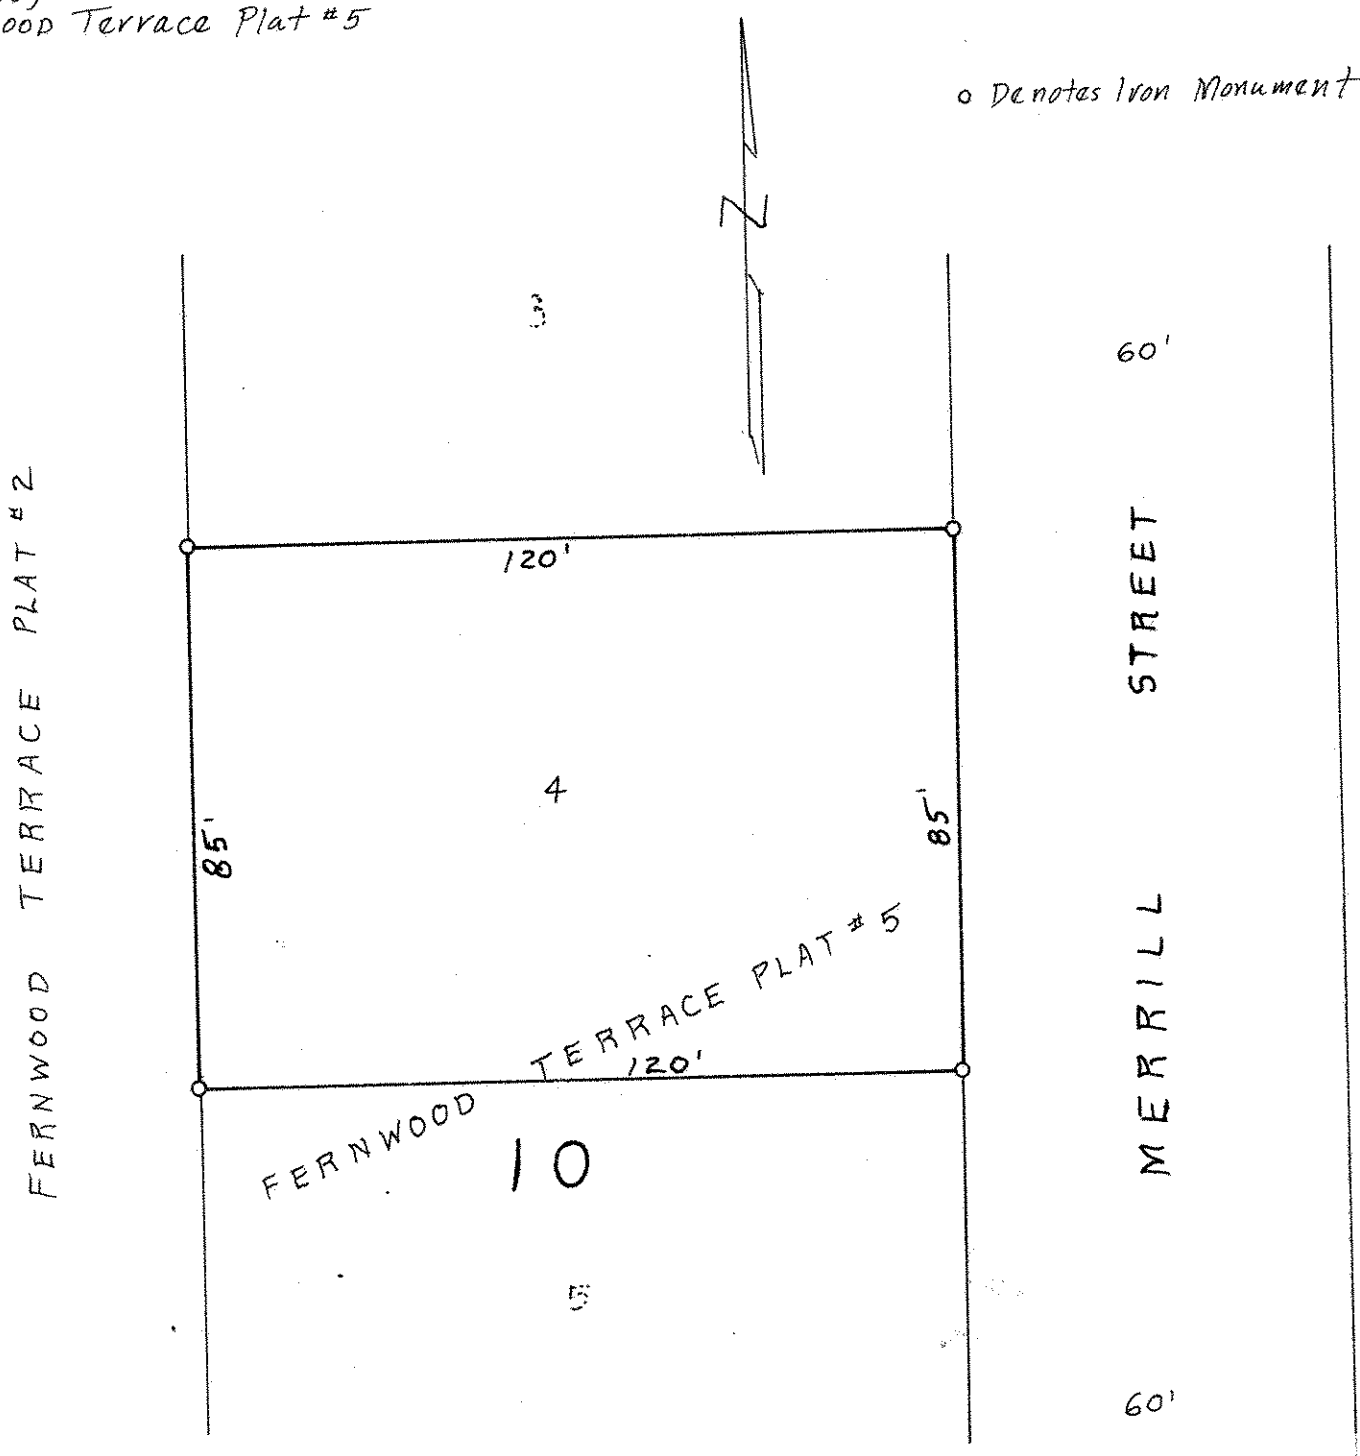 Terrace Plat #5
o Denotes Iron Monument
N
3
60'
FERNWOOD TERRACE PLAT #2
120'
MERRILL STREET
4
85'
85'
FERNWOOD TERRACE PLAT #5
120'
10
5
60'